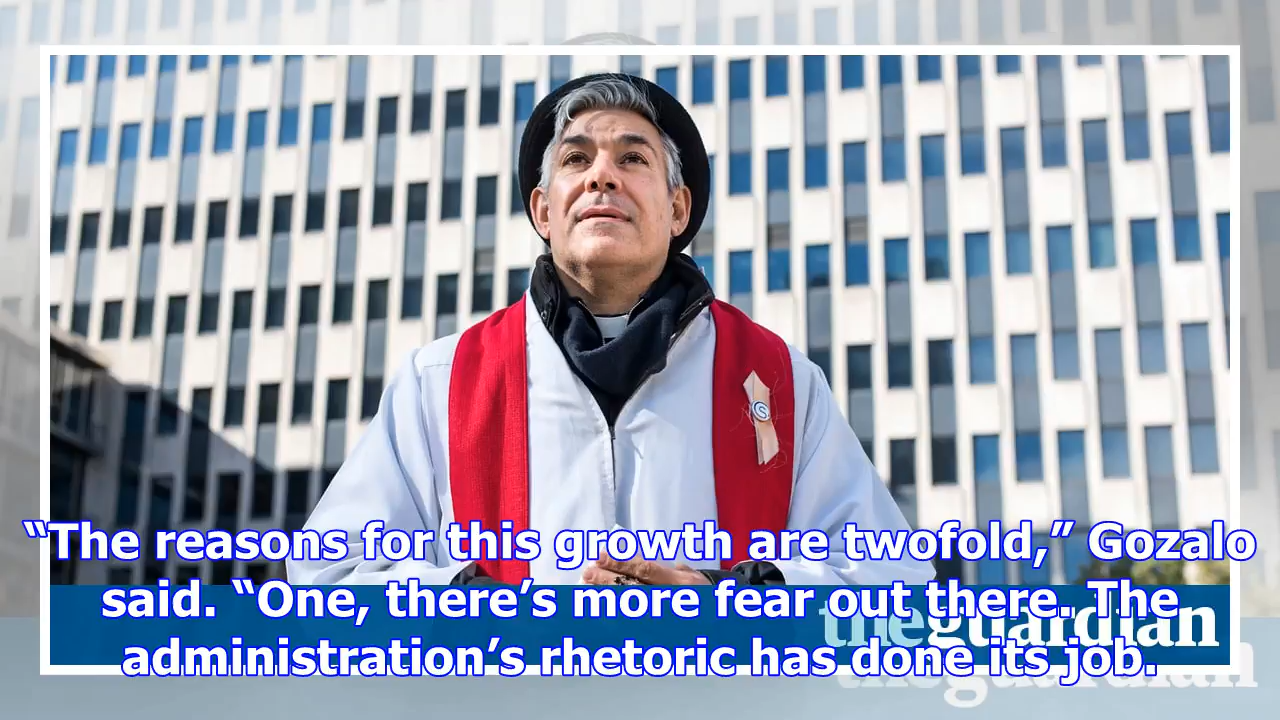 “The reasons for this growth are twofold,” Gozalo
said. “One, there’s more fear out there. The
administration’s rhetoric has done its job.
theguardian
theguardian